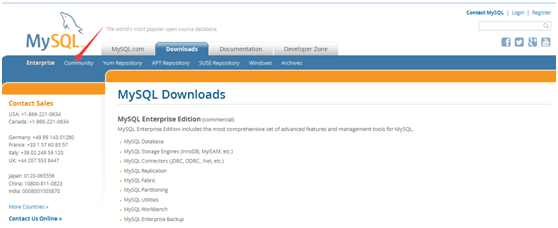 Contact MySQL | Login | Register
MySQL
The world's most popular open source database
MySQL.com Downloads Documentation Developer Zone
Enterprise Community Yum Repository APT Repository SUSE Repository Windows Archives
Contact Sales
USA: +1-866-221-0634
Canada: +1-866-221-0634
Germany: +49 89 143 01280
France: +33 1 57 60 83 57
Italy: +39 02 249 59 120
UK: +44 207 553 8447
Japan: 0120-065556
China: 10800-811-0823
India: 0008001005870
More Countries »
Contact Us Online »
MySQL Downloads
MySQL Enterprise Edition (commercial)
MySQL Enterprise Edition includes the most comprehensive set of advanced features and management tools for MySQL.
MySQL Database
MySQL Storage Engines (InnoDB, MyISAM, etc.)
MySQL Connectors (JDBC, ODBC, .Net, etc.)
MySQL Replication
MySQL Fabric
MySQL Partitioning
MySQL Utilities
MySQL Workbench
MySQL Enterprise Backup